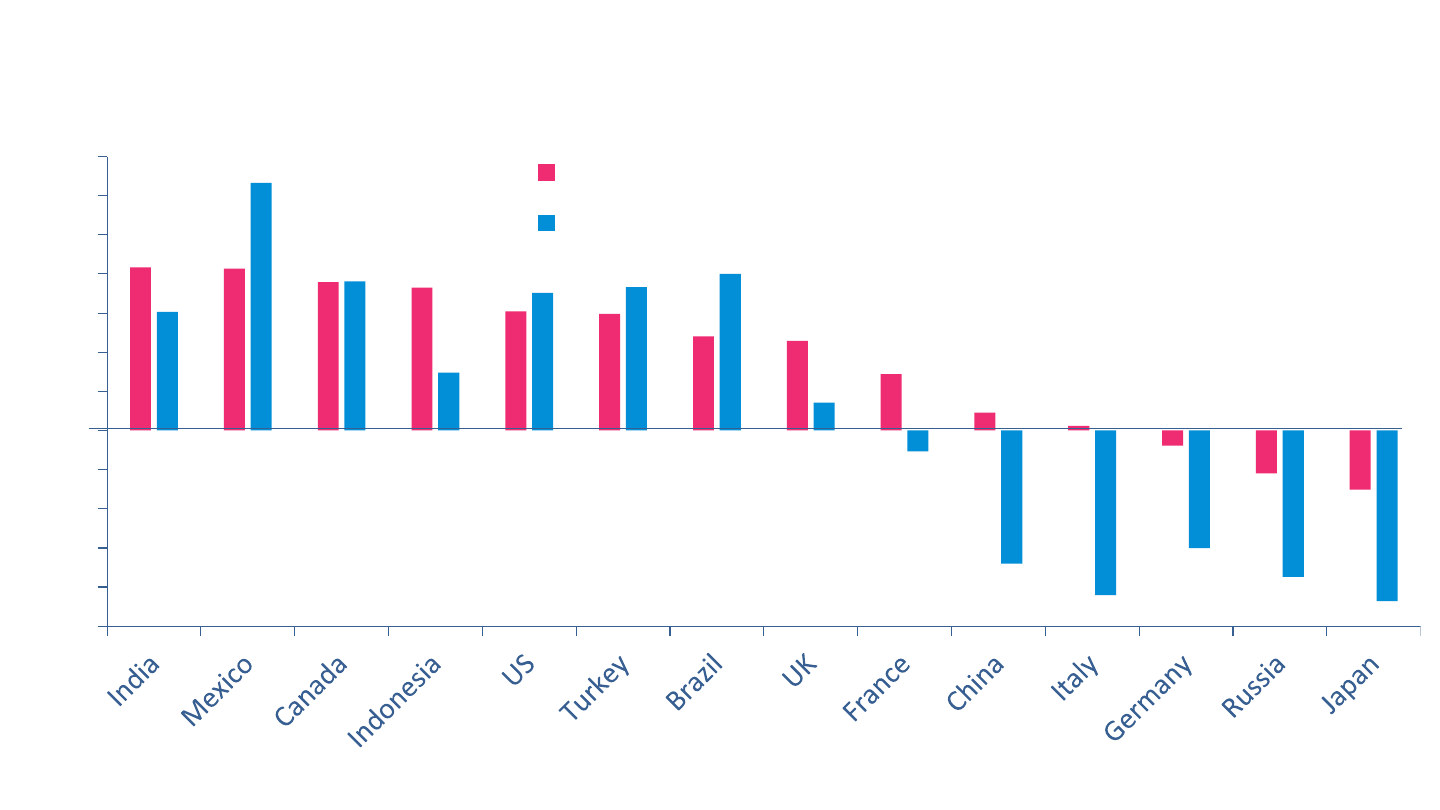 India
Mexico
Canada
Indonesia
US
Turkey
Brazil
UK
France
China
Italy
Germany
Russia
Japan